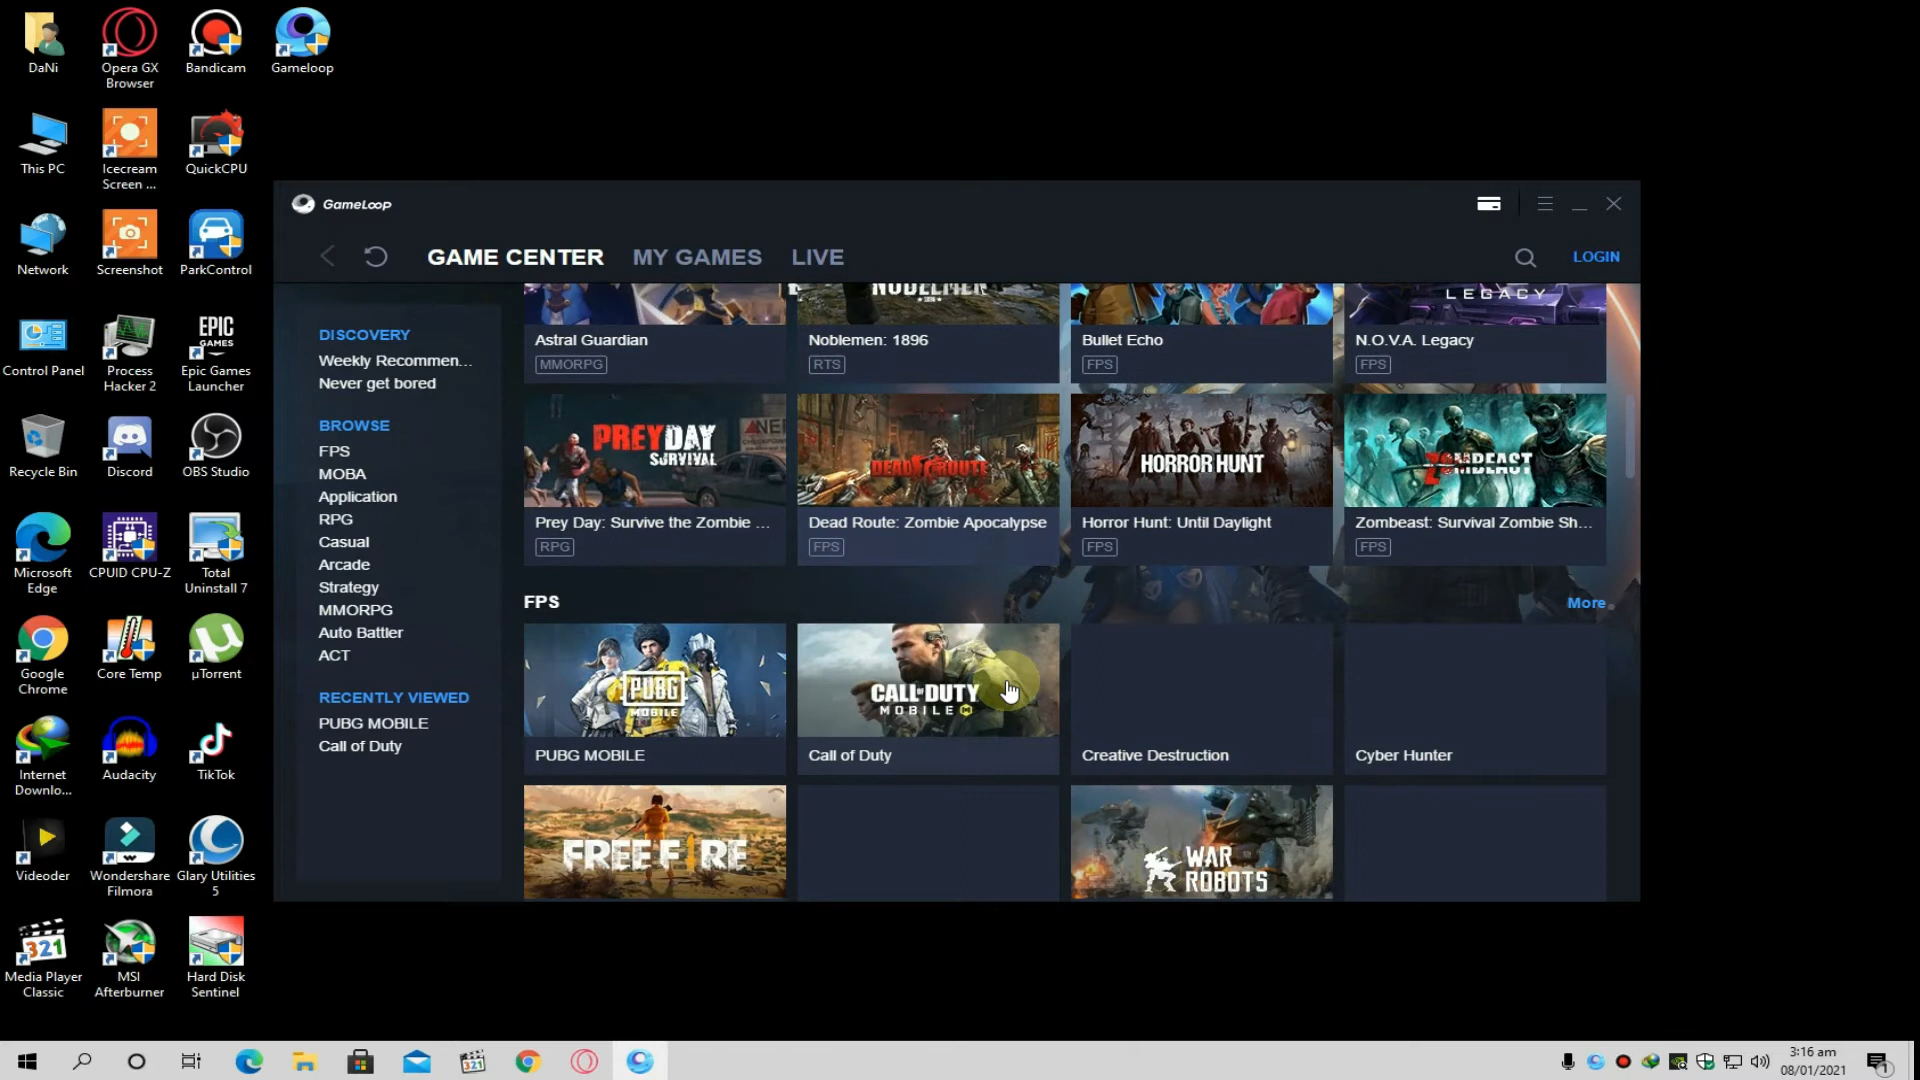 DaNi
Opera GX
Browser
Bandicam
Gameloop
This PC
Icecream
Screen ...
QuickCPU
Network
Screenshot
ParkControl
Control Panel
Process
Hacker 2
EPIC
GAMES
Epic Games
Launcher
Recycle Bin
Discord
OBS Studio
Microsoft
Edge
CPUID CPU-Z
Total
Uninstall 7
Google
Chrome
Core Temp
µTorrent
Internet
Downlo...
Audacity
TikTok
Videoder
Wondershare
Filmora
Glary Utilities
5
321
Media Player
Classic
MSI
Afterburner
Hard Disk
Sentinel
GameLoop
GAME CENTER
MY GAMES
LIVE
LOGIN
DISCOVERY
Weekly Recommen...
Never get bored
BROWSE
FPS
MOBA
Application
RPG
Casual
Arcade
Strategy
MMORPG
Auto Battler
ACT
RECENTLY VIEWED
PUBG MOBILE
Call of Duty
LEGACY
Astral Guardian
MMORPG
Noblemen: 1896
RTS
Bullet Echo
FPS
N.O.V.A. Legacy
FPS
PREYDAY
SURVIVAL
DEAD ROUTE
HORROR HUNT
ZOMBEAST
Prey Day: Survive the Zombie ...
RPG
Dead Route: Zombie Apocalypse
FPS
Horror Hunt: Until Daylight
FPS
Zombeast: Survival Zombie Sh...
FPS
FPS
More
PUBG
MOBILE
CALL OF DUTY
MOBILE
PUBG MOBILE
Call of Duty
Creative Destruction
Cyber Hunter
FREE FIRE
WAR
ROBOTS
321
3:16 am
08/01/2021
1